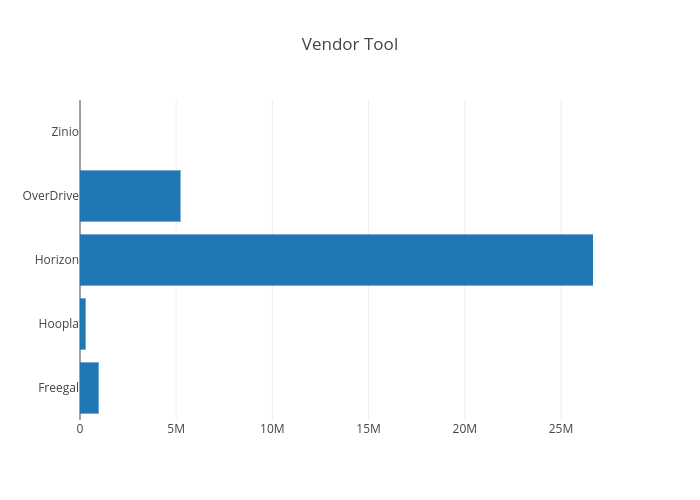 Vendor Tool
Zinio
OverDrive
Horizon
Hoopla
Freegal
0 5M 10M 15M 20M 25M